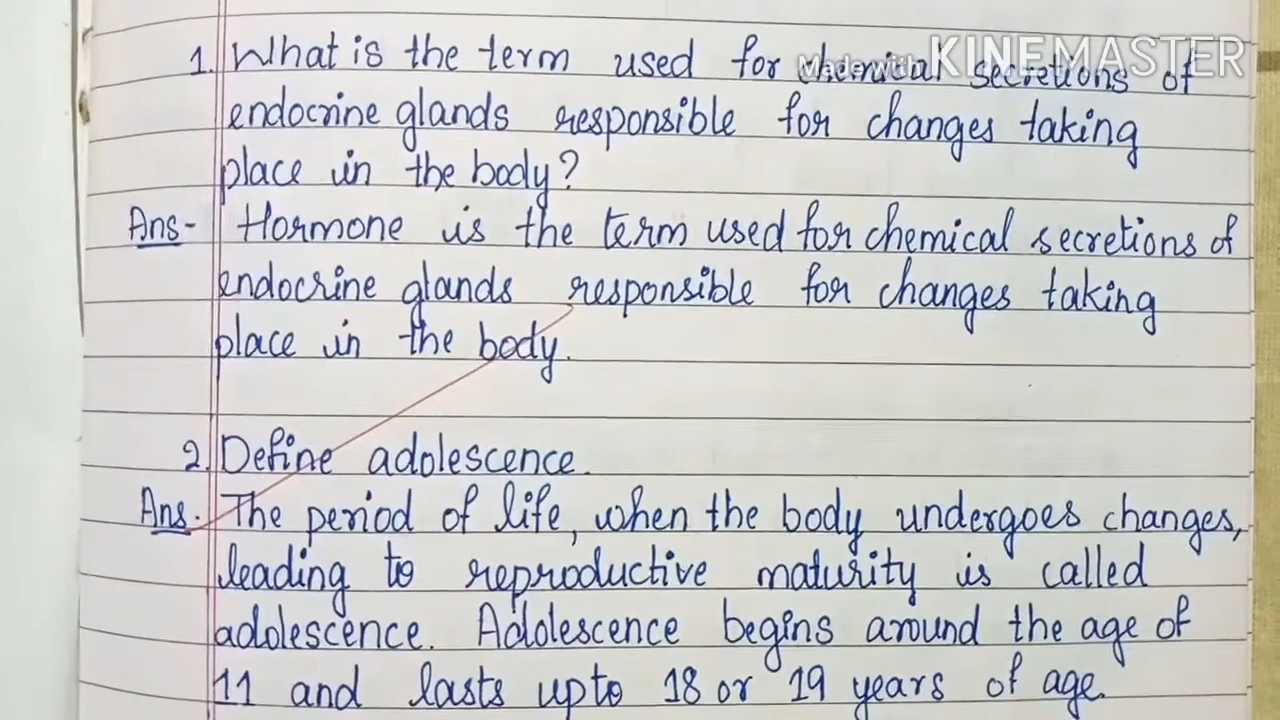 Made with KINEMASTER
1. What is the term used for chemical secretions of
endocrine glands responsible for changes taking
place in the body?
Ans- Hormone is the term used for chemical secretions of
endocrine glands responsible for changes taking
place in the body.
2. Define adolescence.
Ans. The period of life, when the body undergoes changes,
leading to reproductive maturity is called
adolescence. Adolescence begins around the age of
11 and lasts upto 18 or 19 years of age.